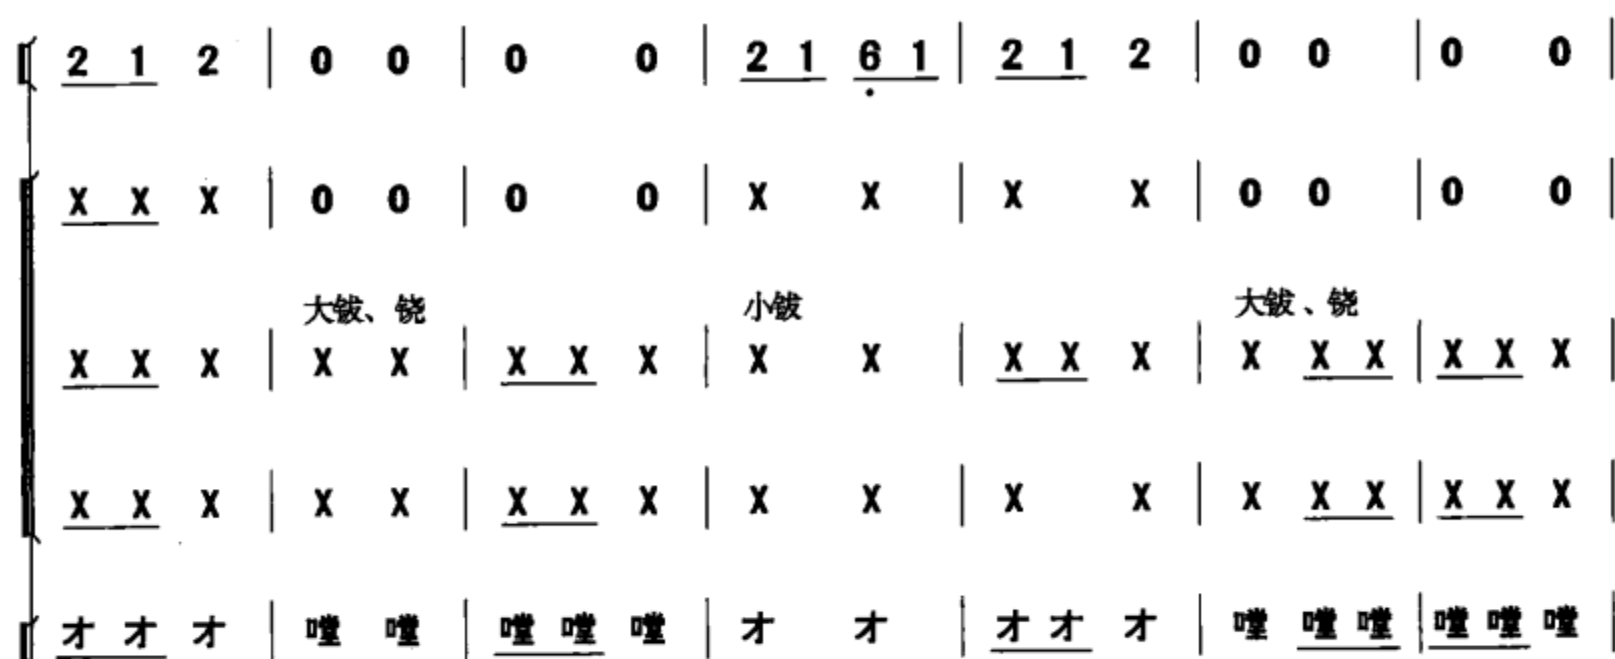 2 1 2 | 0 0 | 0 0 | 2 1 6 1 | 2 1 2 | 0 0 | 0 0 |
X X X | 0 0 | 0 0 | X X | X X | 0 0 | 0 0 |
大钹、铙 小钹 大钹、铙
X X X | X X | X X X | X X | X X X | X X X | X X X |
X X X | X X | X X X | X X | X X | X X X | X X X |
才 才 才 | 嘡 嘡 | 嘡 嘡 嘡 | 才 才 | 才 才 才 | 嘡 嘡 嘡 | 嘡 嘡 嘡 |